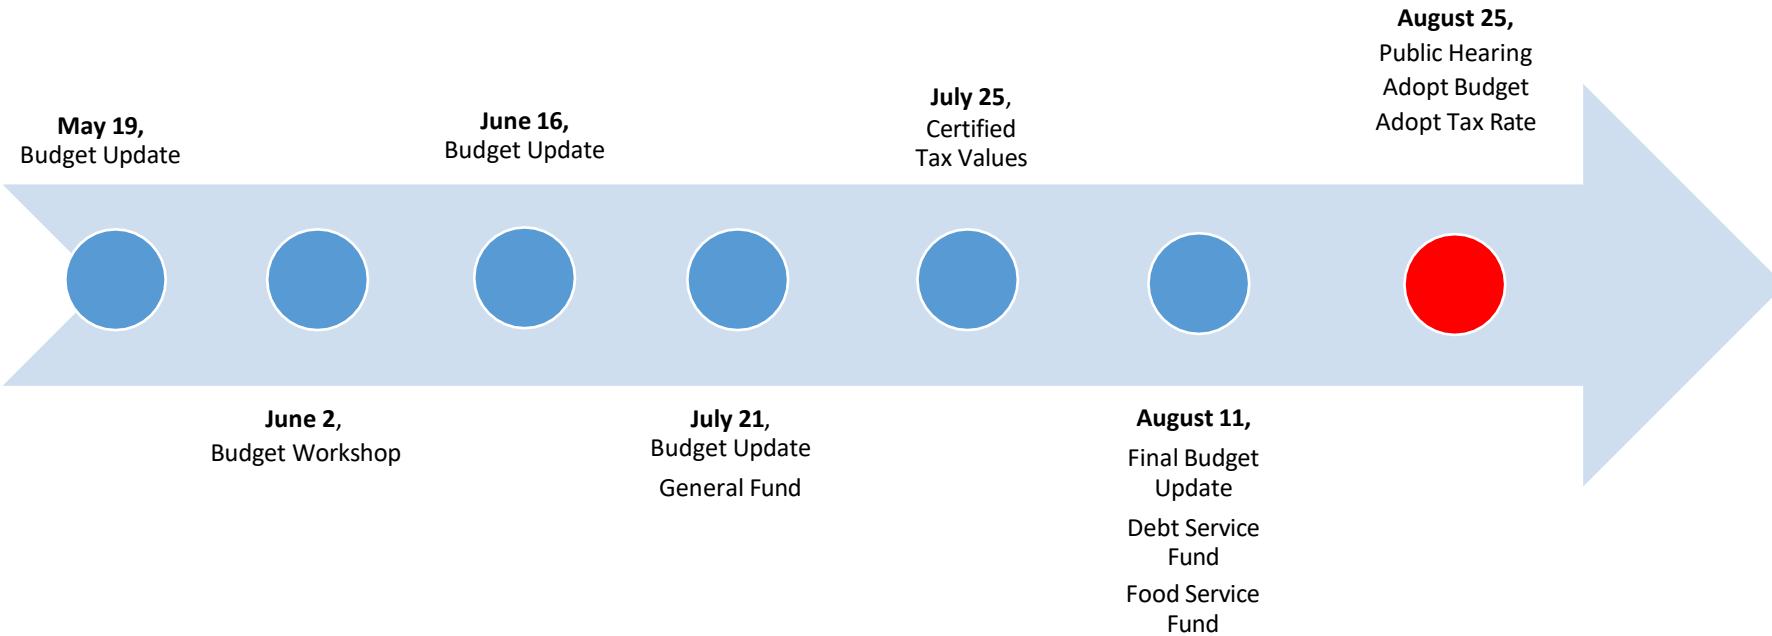 May 19,
Budget Update
June 2,
Budget Workshop
June 16,
Budget Update
July 21,
Budget Update
General Fund
July 25,
Certified
Tax Values
August 11,
Final Budget
Update
Debt Service
Fund
Food Service
Fund
August 25,
Public Hearing
Adopt Budget
Adopt Tax Rate